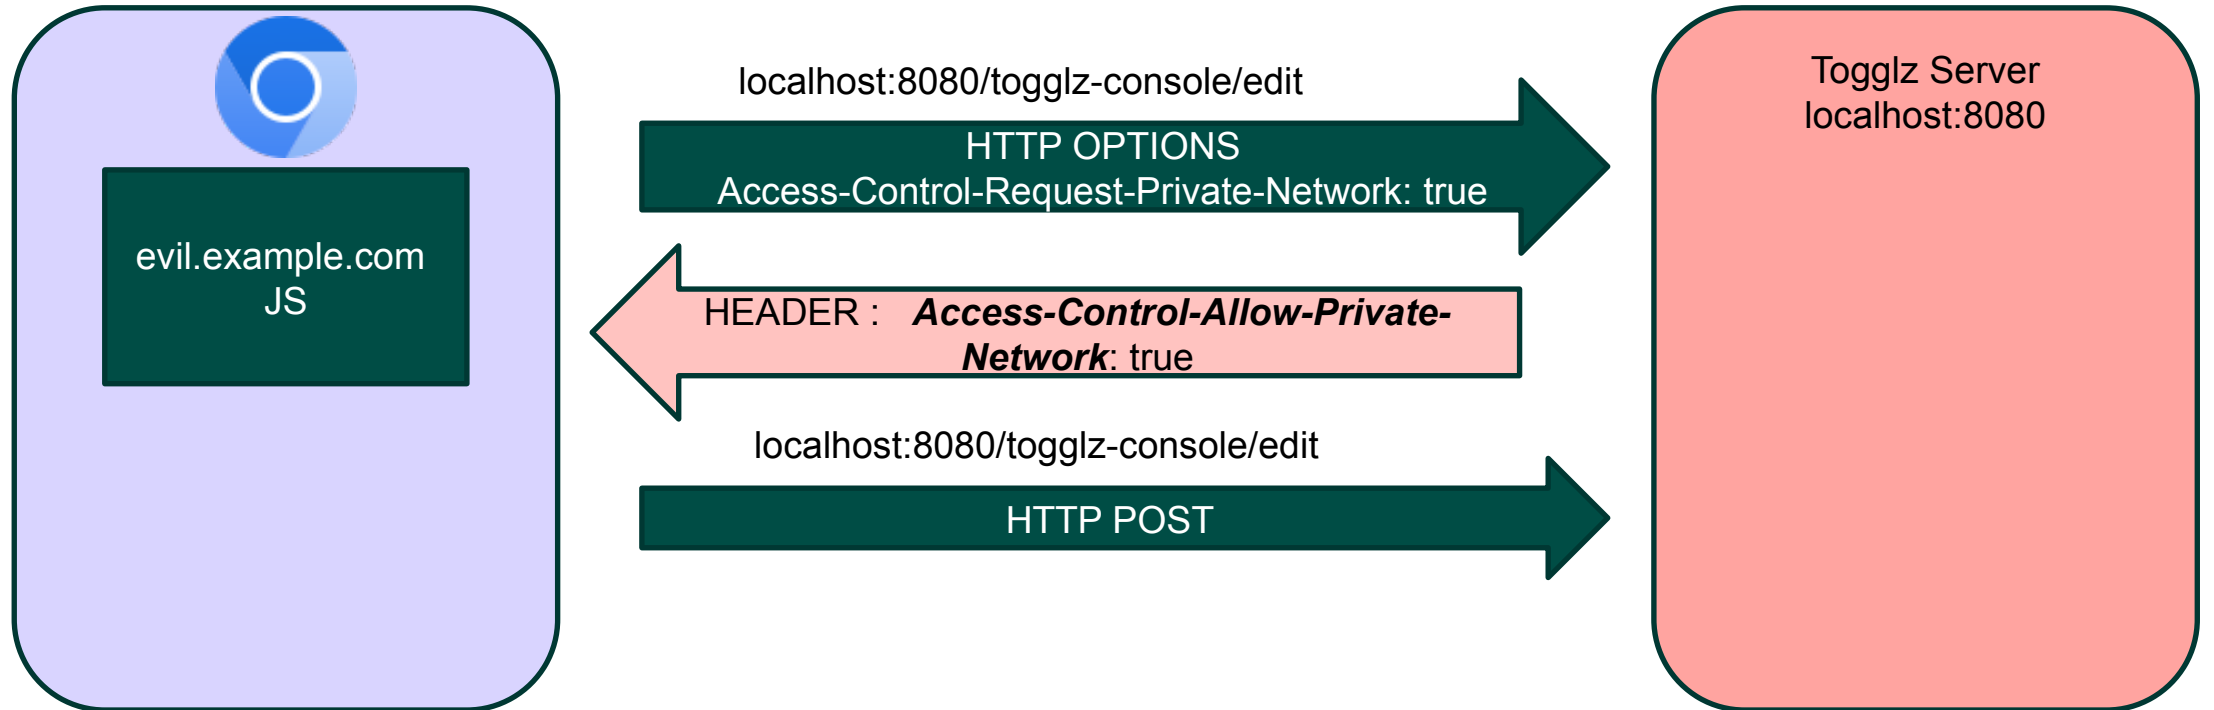 evil.example.com
JS
localhost:8080/togglz-console/edit
HTTP OPTIONS
Access-Control-Request-Private-Network: true
HEADER : Access-Control-Allow-Private-
Network: true
localhost:8080/togglz-console/edit
HTTP POST
Togglz Server
localhost:8080